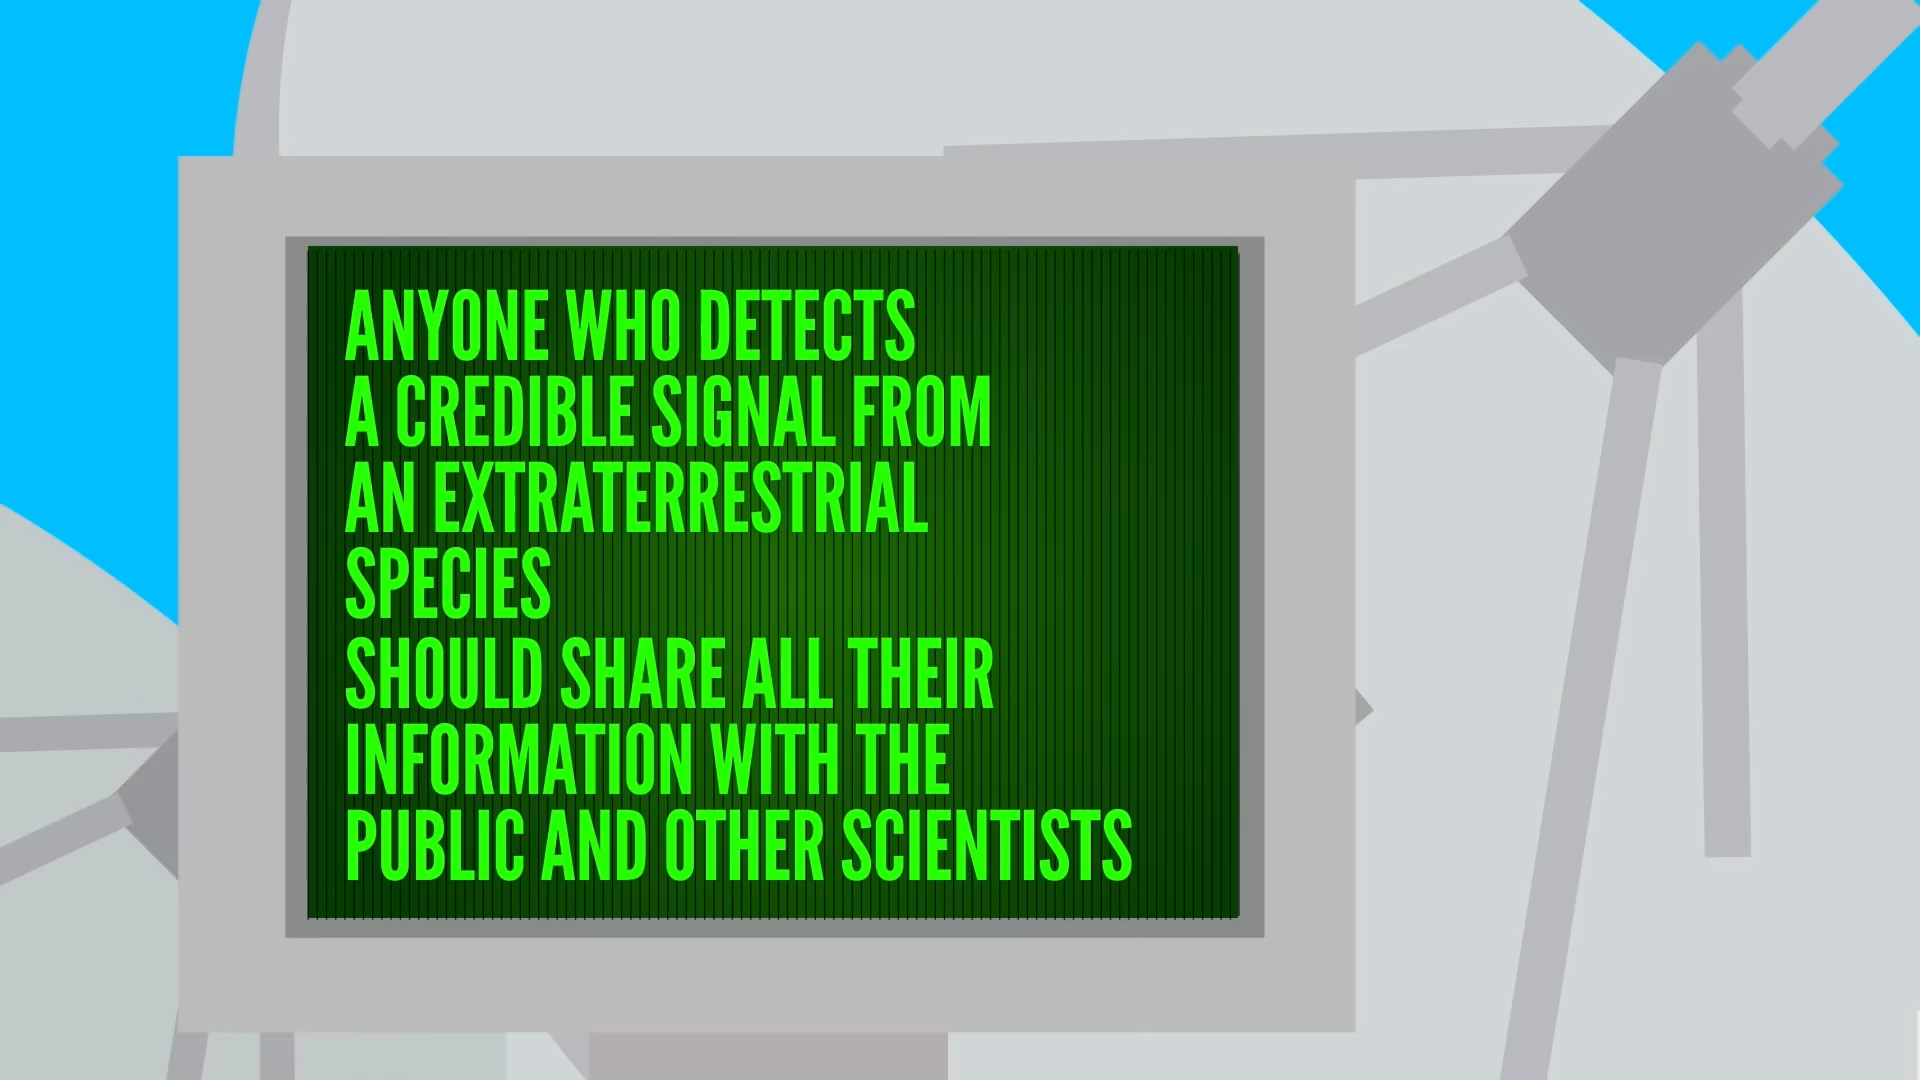 ANYONE WHO DETECTS
A CREDIBLE SIGNAL FROM
AN EXTRATERRESTRIAL
SPECIES
SHOULD SHARE ALL THEIR
INFORMATION WITH THE
PUBLIC AND OTHER SCIENTISTS